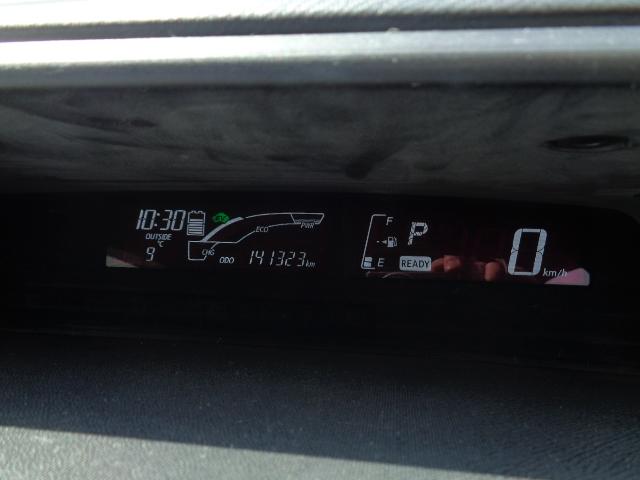 10:30
OUTSIDE
9 °C
CHG ECO PWR
ODO 141323 km
F
E
P
READY
0 km/h